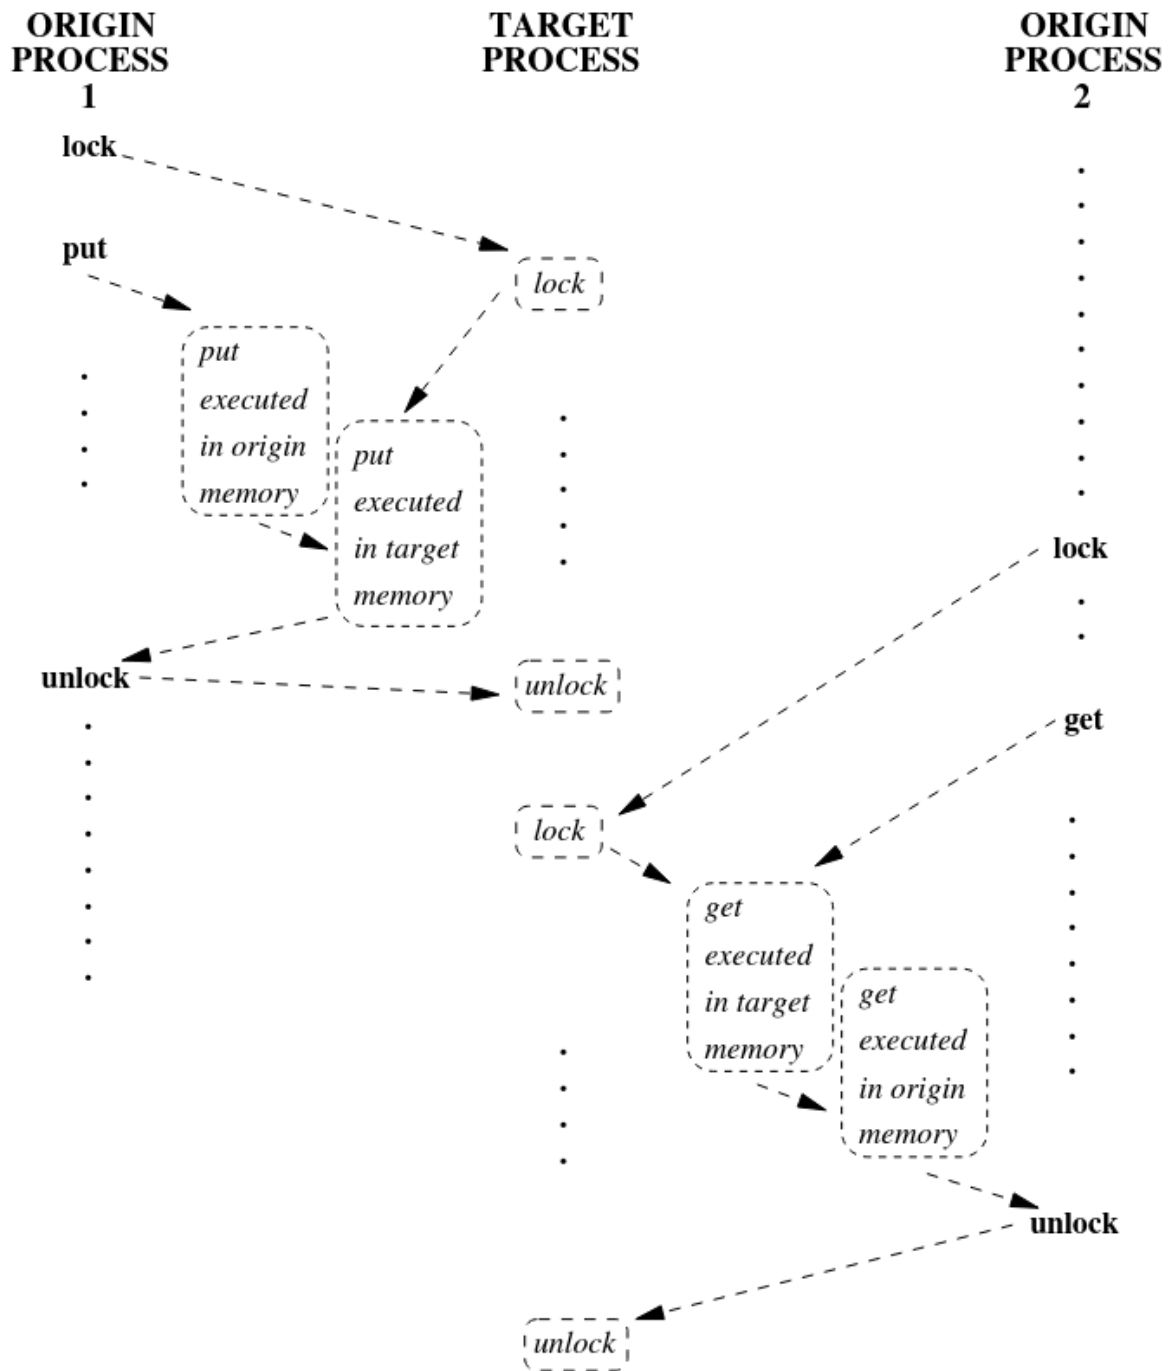 ORIGIN
PROCESS
1
TARGET
PROCESS
ORIGIN
PROCESS
2
lock
put
lock
put
executed
in origin
memory
put
executed
in target
memory
lock
unlock
unlock
get
lock
get
executed
in target
memory
get
executed
in origin
memory
unlock
unlock